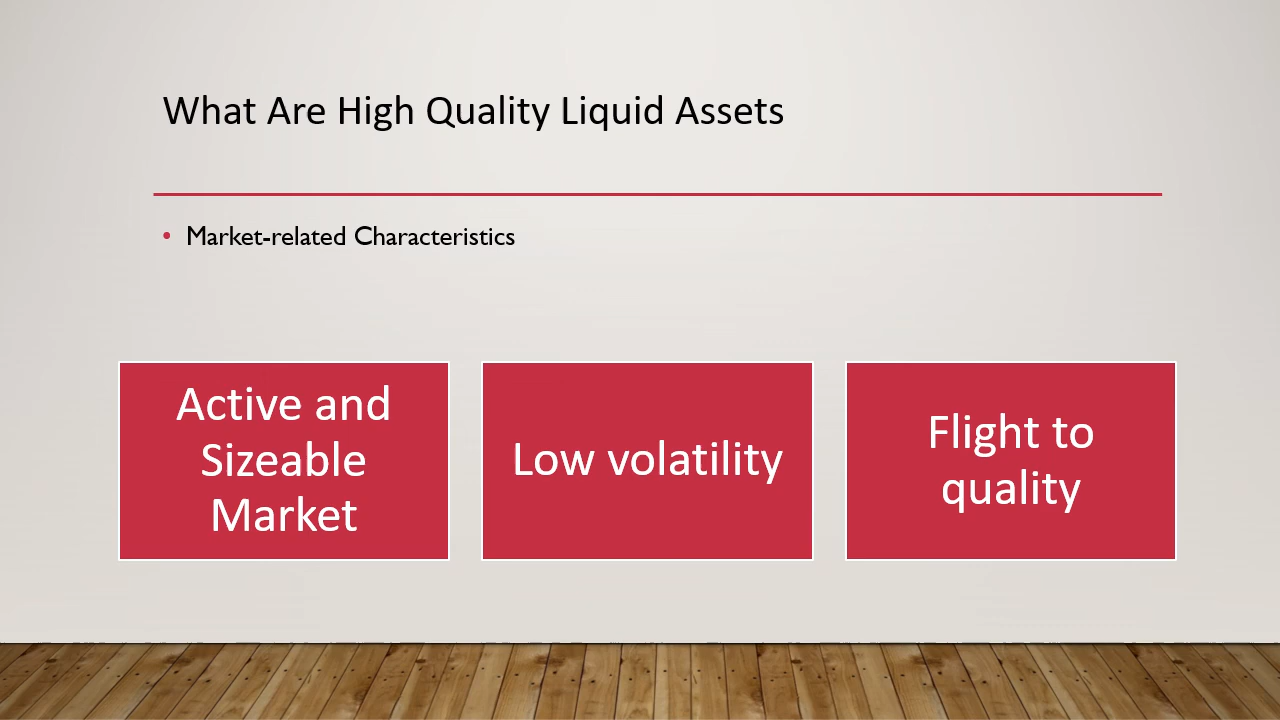 What Are High Quality Liquid Assets
• Market-related Characteristics
Active and
Sizeable
Market
Low volatility
Flight to
quality